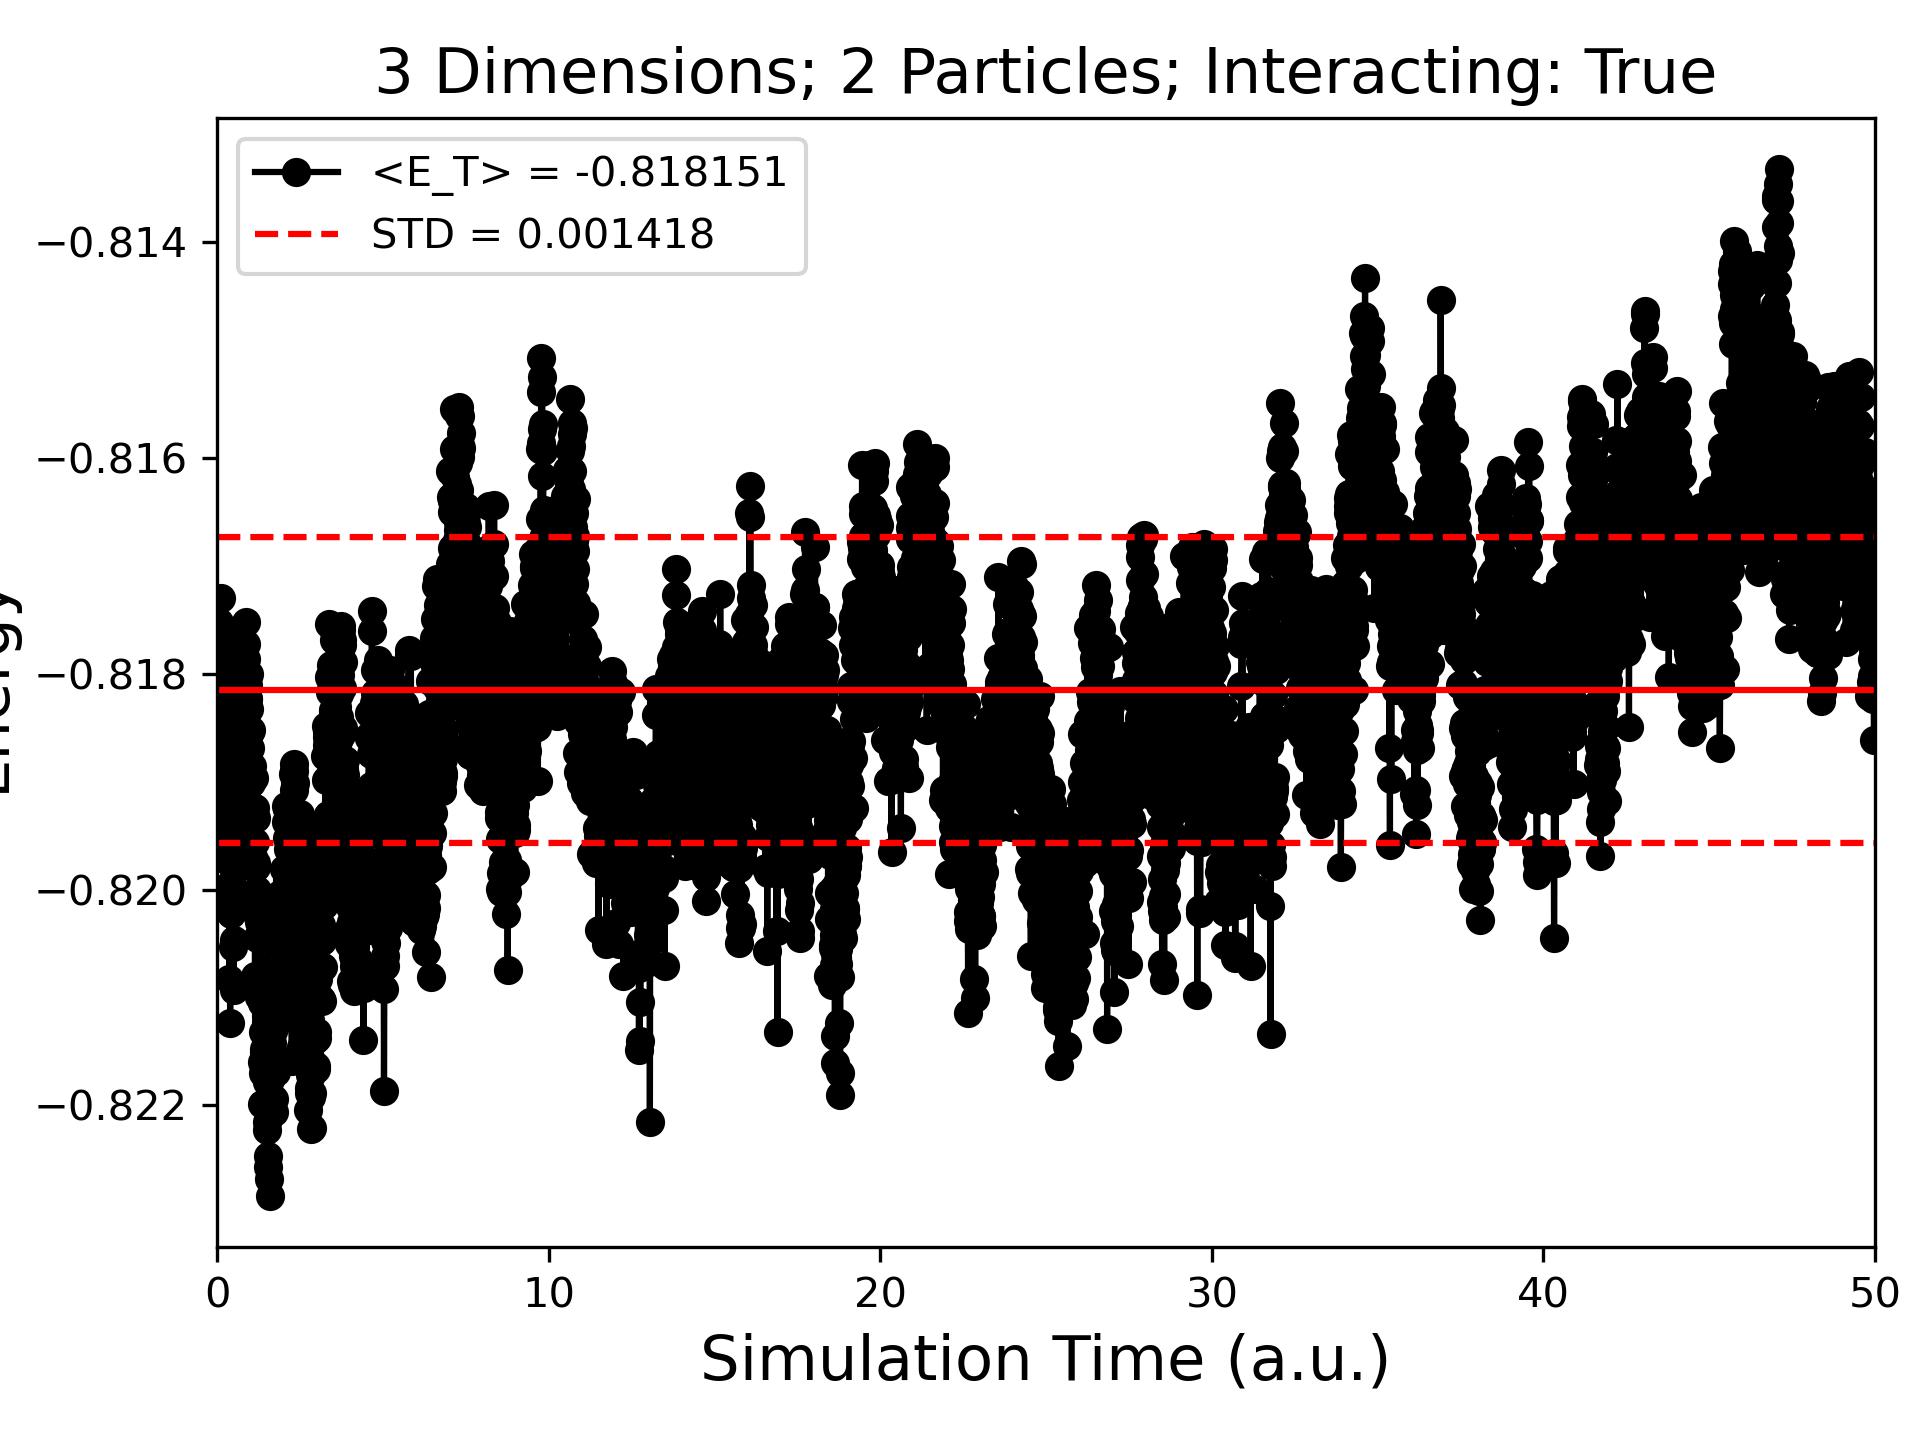 3 Dimensions; 2 Particles; Interacting: True
<E_T> = -0.818151
STD = 0.001418
Energy
−0.814
−0.816
−0.818
−0.820
−0.822
0 10 20 30 40 50
Simulation Time (a.u.)